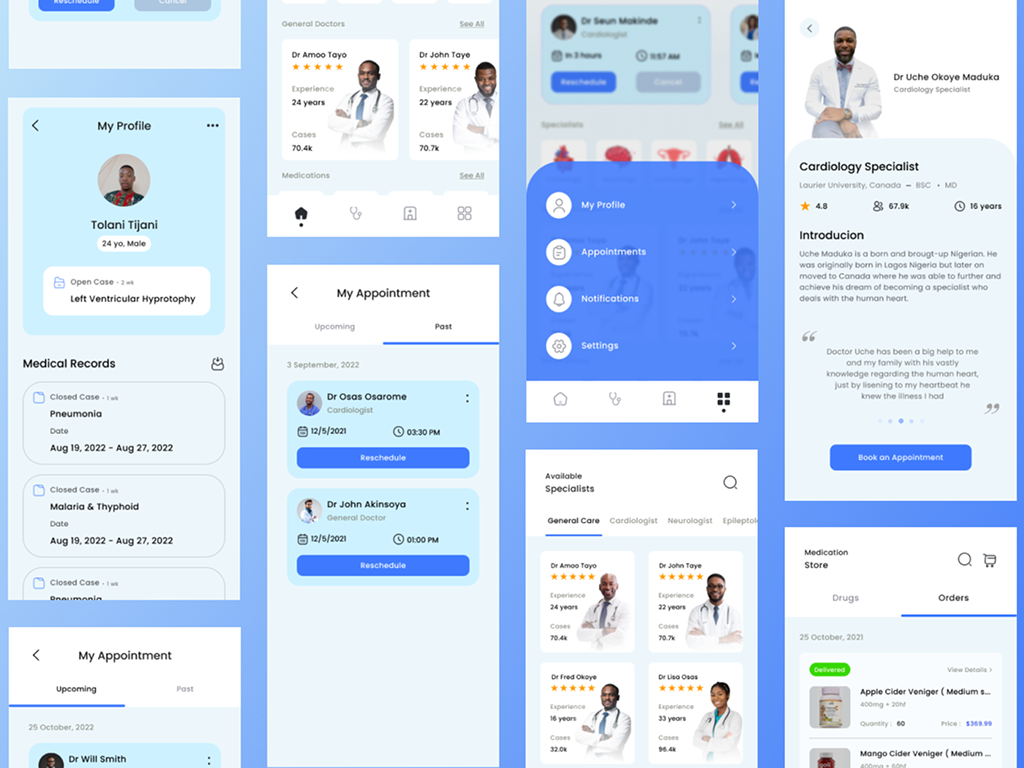 Reschedule
Cancel
My Profile
Tolani Tijani
24 yo, Male
Open Case - 2 wk
Left Ventricular Hyprotophy
Medical Records
Closed Case - 1 wk
Pneumonia
Date
Aug 19, 2022 - Aug 27, 2022
Closed Case - 1 wk
Malaria & Thyphoid
Date
Aug 19, 2022 - Aug 27, 2022
Closed Case - 1 wk
Pneumonia
My Appointment
Upcoming
Past
25 October, 2022
Dr Will Smith
General Doctors
See All
Dr Amoo Tayo
Experience
24 years
Cases
70.4k
Dr John Taye
Experience
22 years
Cases
70.7k
Medications
See All
My Appointment
Upcoming
Past
3 September, 2022
Dr Osas Osarome
Cardiologist
12/5/2021
03:30 PM
Reschedule
Dr John Akinsoya
General Doctor
12/5/2021
01:00 PM
Reschedule
Dr Seun Makinde
Cardiologist
In 3 hours
11:57 AM
Reschedule
Cancel
Specialists
See All
My Profile
Appointments
Notifications
Settings
Available
Specialists
General Care
Cardiologist
Neurologist
Epileptol
Dr Amoo Tayo
Experience
24 years
Cases
70.4k
Dr John Taye
Experience
22 years
Cases
70.7k
Dr Fred Okoye
Experience
16 years
Cases
32.0k
Dr Lisa Osas
Experience
33 years
Cases
96.4k
Dr Uche Okoye Maduka
Cardiology Specialist
Cardiology Specialist
Laurier University, Canada – BSC • MD
4.8
67.9k
16 years
Introducion
Uche Maduka is a born and brougt-up Nigerian. He
was originally born in Lagos Nigeria but later on
moved to Canada where he was able to further and
achieve his dream of becoming a specialist who
deals with the human heart.
“
Doctor Uche has been a big help to me
and my family with his vastly
knowledge regarding the human heart,
just by lisening to my heartbeat he
knew the illness I had
”
Book an Appointment
Medication
Store
Drugs
Orders
25 October, 2021
Delivered
View Details >
Apple Cider Veniger ( Medium s...
400mg + 20hf
Quantity : 60
Price : $369.99
Mango Cider Veniger ( Medium ...
400mg + 60hf